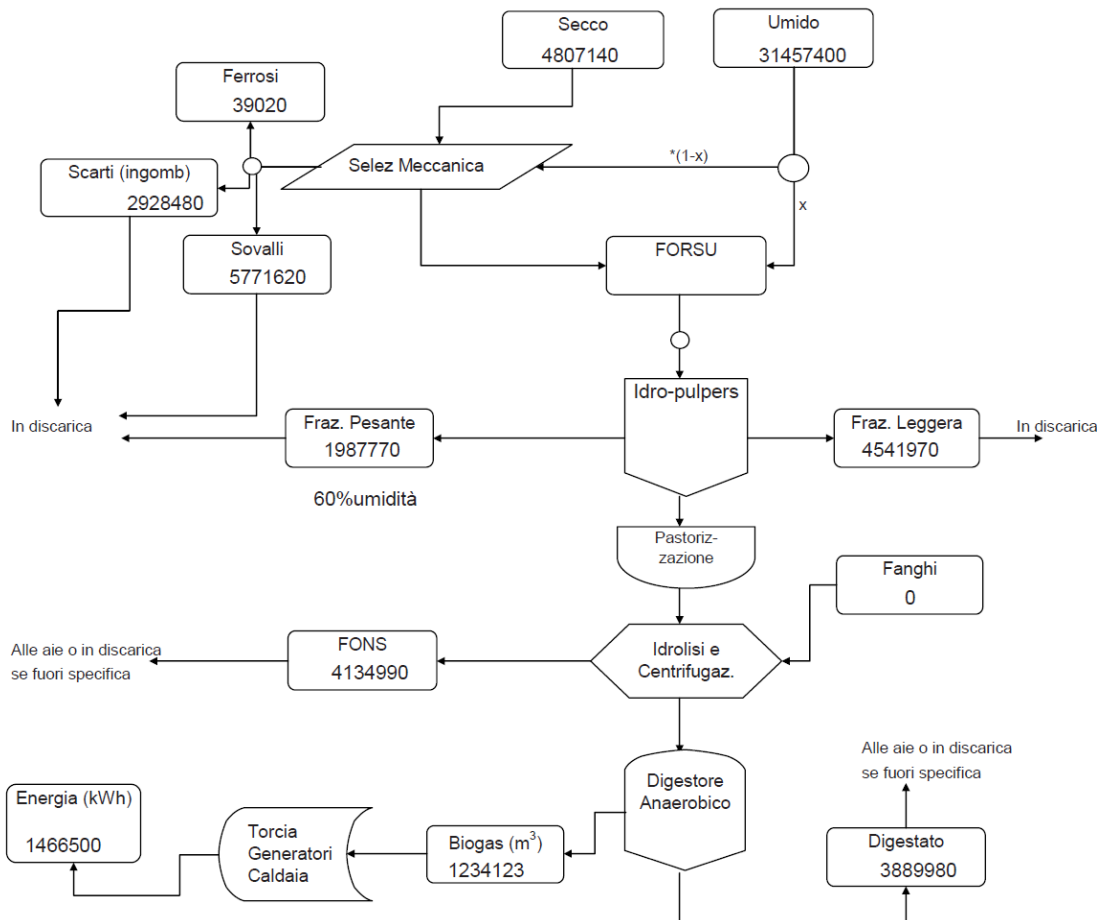 Secco
4807140
Umido
31457400
Ferrosi
39020
Selez Meccanica
*(1-x)
x
Scarti (ingomb)
2928480
Sovalli
5771620
FORSU
Idro-pulpers
In discarica
Fraz. Pesante
1987770
Fraz. Leggera
4541970
In discarica
60%umidità
Pastoriz-
zazione
Fanghi
0
Alle aie o in discarica
se fuori specifica
FONS
4134990
Idrolisi e
Centrifugaz.
Alle aie o in discarica
se fuori specifica
Digestore
Anaerobico
Energia (kWh)
1466500
Torcia
Generatori
Caldaia
Biogas (m³)
1234123
Digestato
3889980